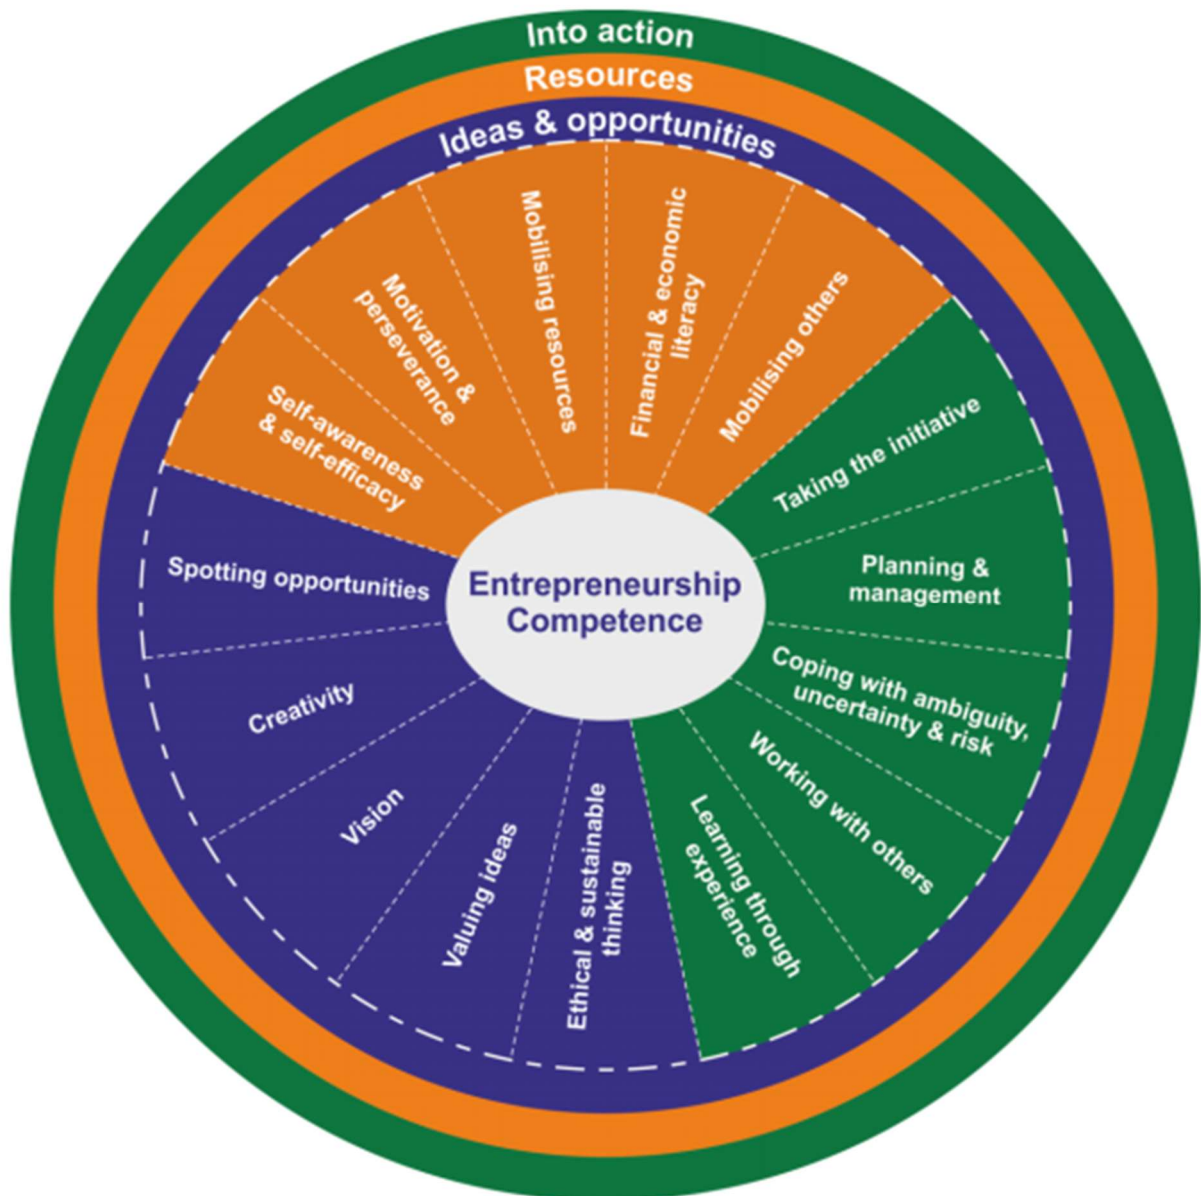 Into action
Resources
Ideas & opportunities
Mobilising resources
Financial & economic
literacy
Mobilising others
Taking the initiative
Planning &
management
Coping with ambiguity,
uncertainty & risk
Working with others
Learning through
experience
Ethical & sustainable
thinking
Valuing ideas
Vision
Creativity
Spotting opportunities
Self-awareness
& self-efficacy
Motivation &
perseverance
Entrepreneurship
Competence